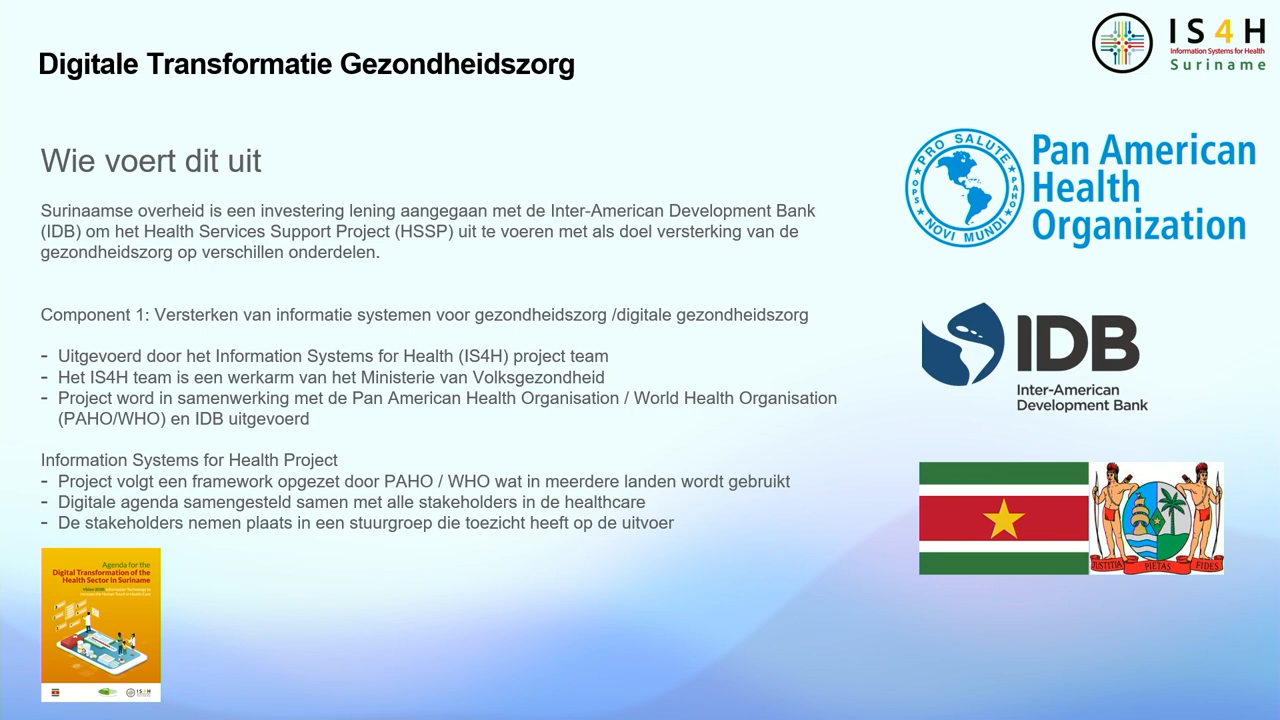 Digitale Transformatie Gezondheidszorg
IS4H
Information Systems for Health
Suriname
Wie voert dit uit
Surinaamse overheid is een investering lening aangegaan met de Inter-American Development Bank
(IDB) om het Health Services Support Project (HSSP) uit te voeren met als doel versterking van de
gezondheidszorg op verschillen onderdelen.
Component 1: Versterken van informatie systemen voor gezondheidszorg /digitale gezondheidszorg
- Uitgevoerd door het Information Systems for Health (IS4H) project team
- Het IS4H team is een werkarm van het Ministerie van Volksgezondheid
- Project word in samenwerking met de Pan American Health Organisation / World Health Organisation
(PAHO/WHO) en IDB uitgevoerd
Information Systems for Health Project
- Project volgt een framework opgezet door PAHO / WHO wat in meerdere landen wordt gebruikt
- Digitale agenda samengesteld samen met alle stakeholders in de healthcare
- De stakeholders nemen plaats in een stuurgroep die toezicht heeft op de uitvoer
PRO SALUTE
OPS
PAHO
NOVI MUNDI
Pan American
Health
Organization
IDB
Inter-American
Development Bank
JUSTITIA PIETAS FIDES
Agenda for the
Digital Transformation of the
Health Sector in Suriname
IS4H